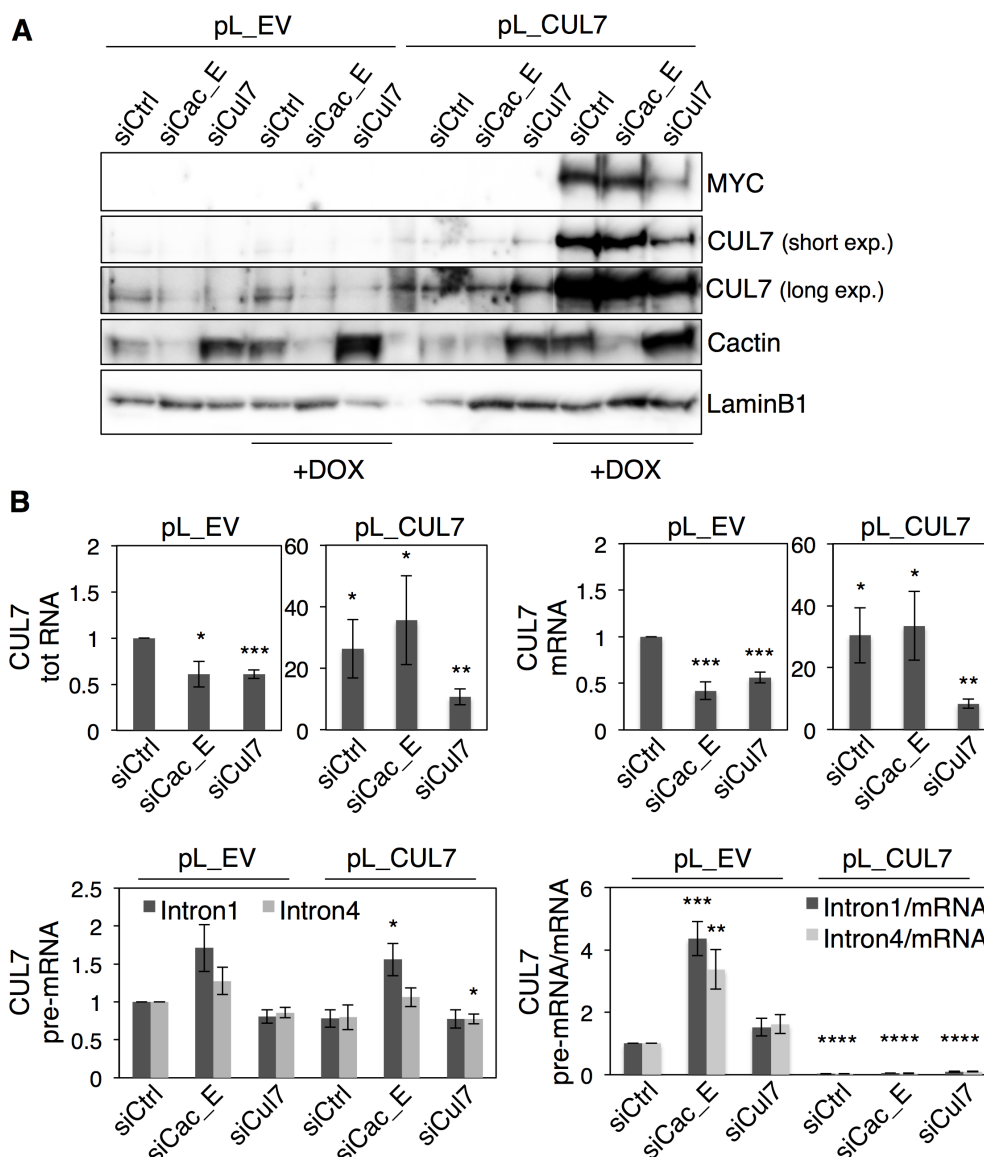 A
pL_EV pL_CUL7
siCtrl siCac_E siCul7 siCtrl siCac_E siCul7 siCtrl siCac_E siCul7 siCtrl siCac_E siCul7
MYC
CUL7 (short exp.)
CUL7 (long exp.)
Cactin
LaminB1
+DOX +DOX
B
pL_EV pL_CUL7
CUL7
tot RNA
2
1.5
1
0.5
0
* ***
60
40
20
0
* * **
siCtrl siCac_E siCul7 siCtrl siCac_E siCul7
pL_EV pL_CUL7
CUL7
mRNA
2
1.5
1
0.5
0
*** ***
60
40
20
0
* * **
siCtrl siCac_E siCul7 siCtrl siCac_E siCul7
pL_EV pL_CUL7
CUL7
pre-mRNA
2.5
2
1.5
1
0.5
0
Intron1 Intron4
* *
siCtrl siCac_E siCul7 siCtrl siCac_E siCul7
pL_EV pL_CUL7
CUL7
pre-mRNA/mRNA
6
4
2
0
Intron1/mRNA
Intron4/mRNA
*** **
**** **** ****
siCtrl siCac_E siCul7 siCtrl siCac_E siCul7